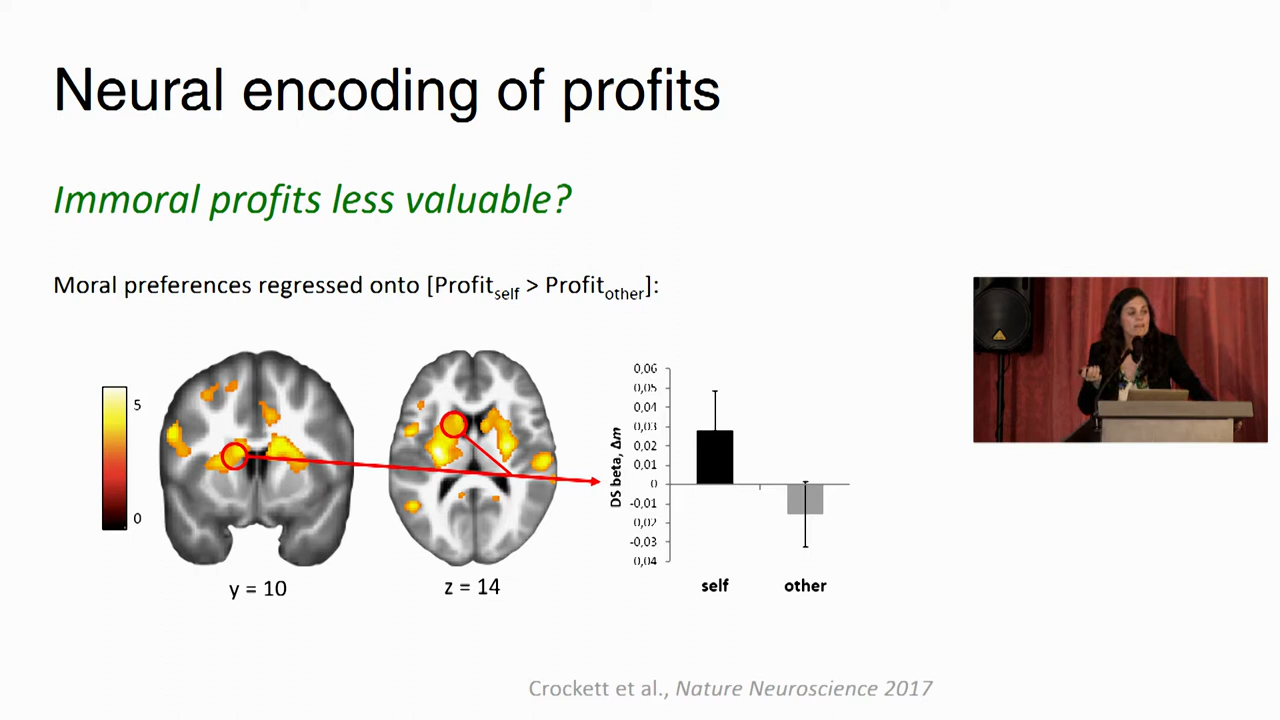 Neural encoding of profits
Immoral profits less valuable?
Moral preferences regressed onto [Profitself > Profitother]:
5
0
y = 10
z = 14
DS beta, Δm
0,06
0,05
0,04
0,03
0,02
0,01
0
-0,01
0,02
-0,03
0,04
self
other
Crockett et al., Nature Neuroscience 2017